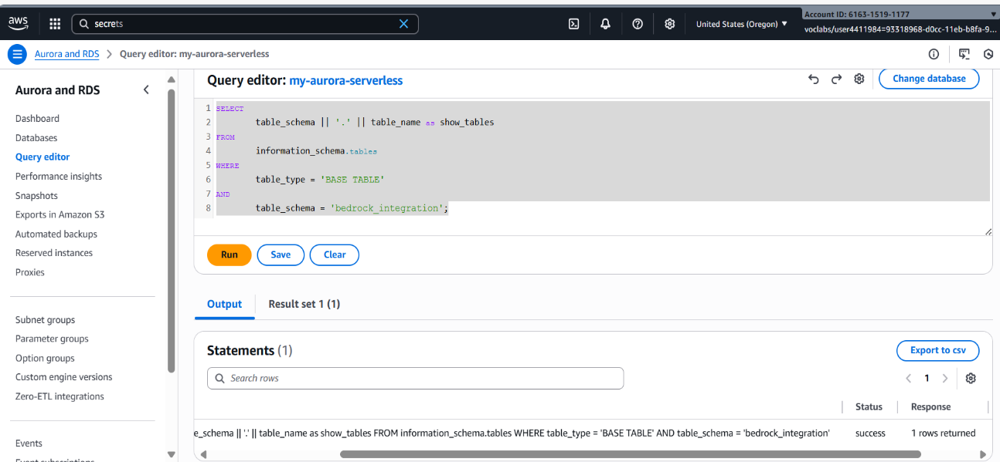 aws
secrets
United States (Oregon) ▼
Account ID: 6163-1519-1177
voclabs/user4411984=93318968-d0cc-11eb-b8fa-9...
Aurora and RDS > Query editor: my-aurora-serverless
Aurora and RDS
Dashboard
Databases
Query editor
Performance insights
Snapshots
Exports in Amazon S3
Automated backups
Reserved instances
Proxies
Subnet groups
Parameter groups
Option groups
Custom engine versions
Zero-ETL integrations
Events
Event subscriptions
Query editor: my-aurora-serverless
Change database
1 SELECT
2 table_schema || '.' || table_name as show_tables
3 FROM
4 information_schema.tables
5 WHERE
6 table_type = 'BASE TABLE'
7 AND
8 table_schema = 'bedrock_integration';
Run Save Clear
Output Result set 1 (1)
Statements (1)
Export to csv
Search rows
1
Status Response
e_schema || '.' || table_name as show_tables FROM information_schema.tables WHERE table_type = 'BASE TABLE' AND table_schema = 'bedrock_integration' success 1 rows returned